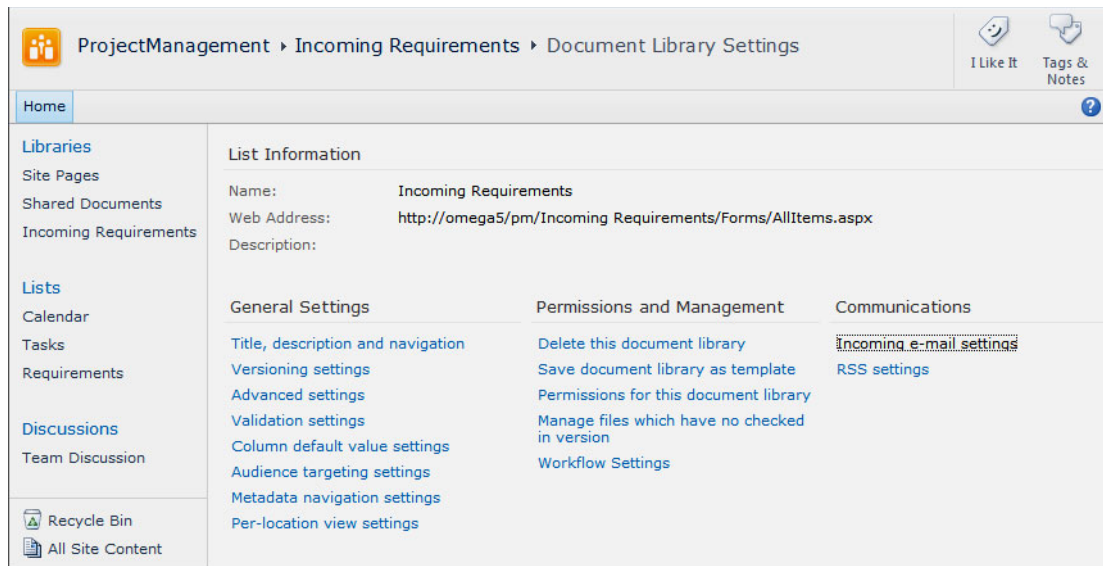 ProjectManagement ▸ Incoming Requirements ▸ Document Library Settings
I Like It
Tags &
Notes
Home
?
Libraries
Site Pages
Shared Documents
Incoming Requirements
Lists
Calendar
Tasks
Requirements
Discussions
Team Discussion
Recycle Bin
All Site Content
List Information
Name: Incoming Requirements
Web Address: http://omega5/pm/Incoming Requirements/Forms/AllItems.aspx
Description:
General Settings
Title, description and navigation
Versioning settings
Advanced settings
Validation settings
Column default value settings
Audience targeting settings
Metadata navigation settings
Per-location view settings
Permissions and Management
Delete this document library
Save document library as template
Permissions for this document library
Manage files which have no checked
in version
Workflow Settings
Communications
Incoming e-mail settings
RSS settings